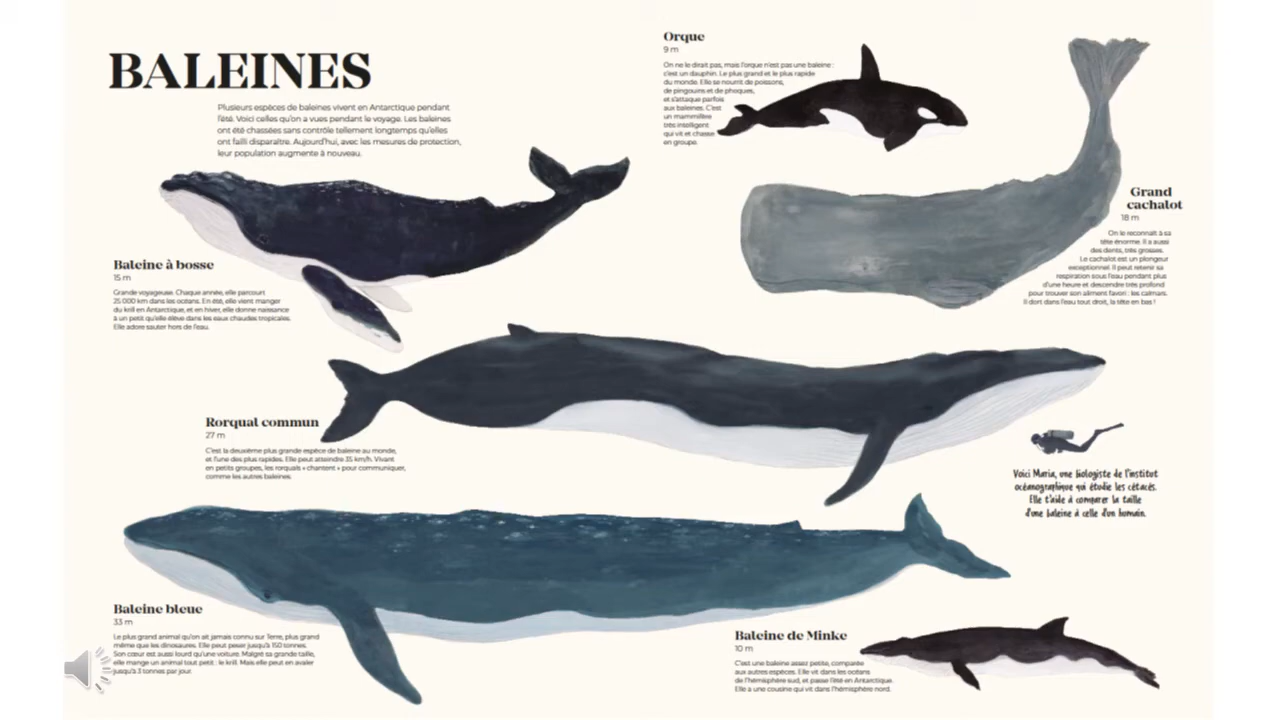 BALEINES
Plusieurs espèces de baleines vivent en Antarctique pendant
l'été. Voici celles qu'on a vues pendant le voyage. Les baleines
ont été chassées sans contrôle tellement longtemps qu'elles
ont failli disparaître. Aujourd'hui, avec les mesures de protection,
leur population augmente à nouveau.
Orque
9 m
On ne le dirait pas, mais l'orque n'est pas une baleine :
c'est un dauphin. Le plus grand et le plus rapide
du monde. Elle se nourrit de poissons,
de pingouins et de phoques,
et s'attaque parfois
aux baleines. C'est
un mammifère
très intelligent
qui vit et chasse
en groupe.
Grand
cachalot
18 m
On le reconnaît à sa
tête énorme. Il a aussi
des dents, très grosses.
Le cachalot est un plongeur
exceptionnel. Il peut retenir sa
respiration sous l'eau pendant plus
d'une heure et descendre très profond
pour trouver son aliment favori : les calmars.
Il dort dans l'eau tout droit, la tête en bas !
Baleine à bosse
15 m
Grande voyageuse. Chaque année, elle parcourt
25 000 km dans les océans. En été, elle vient manger
du krill en Antarctique, et en hiver, elle donne naissance
à un petit qu'elle élève dans les eaux chaudes tropicales.
Elle adore sauter hors de l'eau.
Rorqual commun
27 m
C'est la deuxième plus grande espèce de baleine au monde,
et l'une des plus rapides. Elle peut atteindre 35 km/h. Vivant
en petits groupes, les rorquals « chantent » pour communiquer,
comme les autres baleines.
Voici Maria, une biologiste de l'institut
océanographique qui étudie les cétacés.
Elle t'aide à comparer la taille
d'une baleine à celle d'un humain.
Baleine bleue
33 m
Le plus grand animal qu'on ait jamais connu sur Terre, plus grand
même que les dinosaures. Elle peut peser jusqu'à 150 tonnes.
Son cœur est aussi lourd qu'une voiture. Malgré sa grande taille,
elle mange un animal tout petit : le krill. Mais elle peut en avaler
jusqu'à 3 tonnes par jour.
Baleine de Minke
10 m
C'est une baleine assez petite, comparée
aux autres espèces. Elle vit dans les océans
de l'hémisphère sud, et passe l'été en Antarctique.
Elle a une cousine qui vit dans l'hémisphère nord.